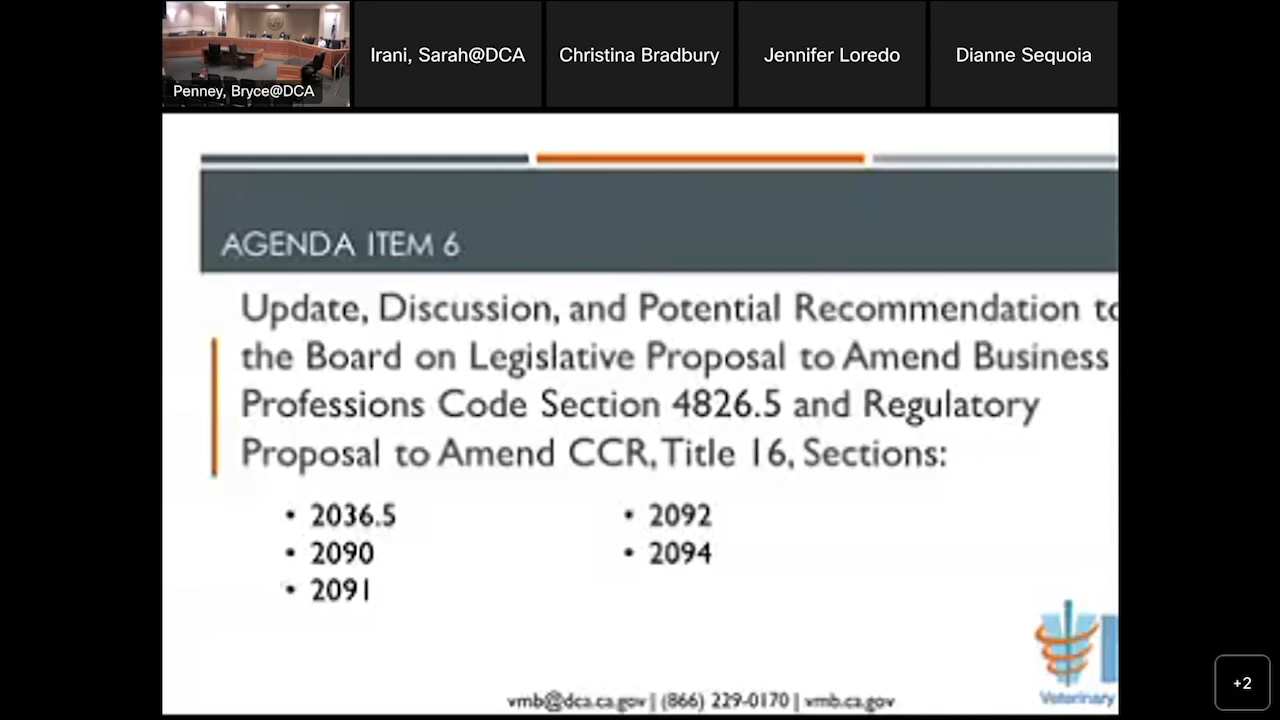 Penney, Bryce@DCA
Irani, Sarah@DCA
Christina Bradbury
Jennifer Loredo
Dianne Sequoia
AGENDA ITEM 6
Update, Discussion, and Potential Recommendation to
the Board on Legislative Proposal to Amend Business
Professions Code Section 4826.5 and Regulatory
Proposal to Amend CCR, Title 16, Sections:
• 2036.5
• 2090
• 2091
• 2092
• 2094
Veterinary
vmb@dca.ca.gov | (866) 229-0170 | vmb.ca.gov
+2